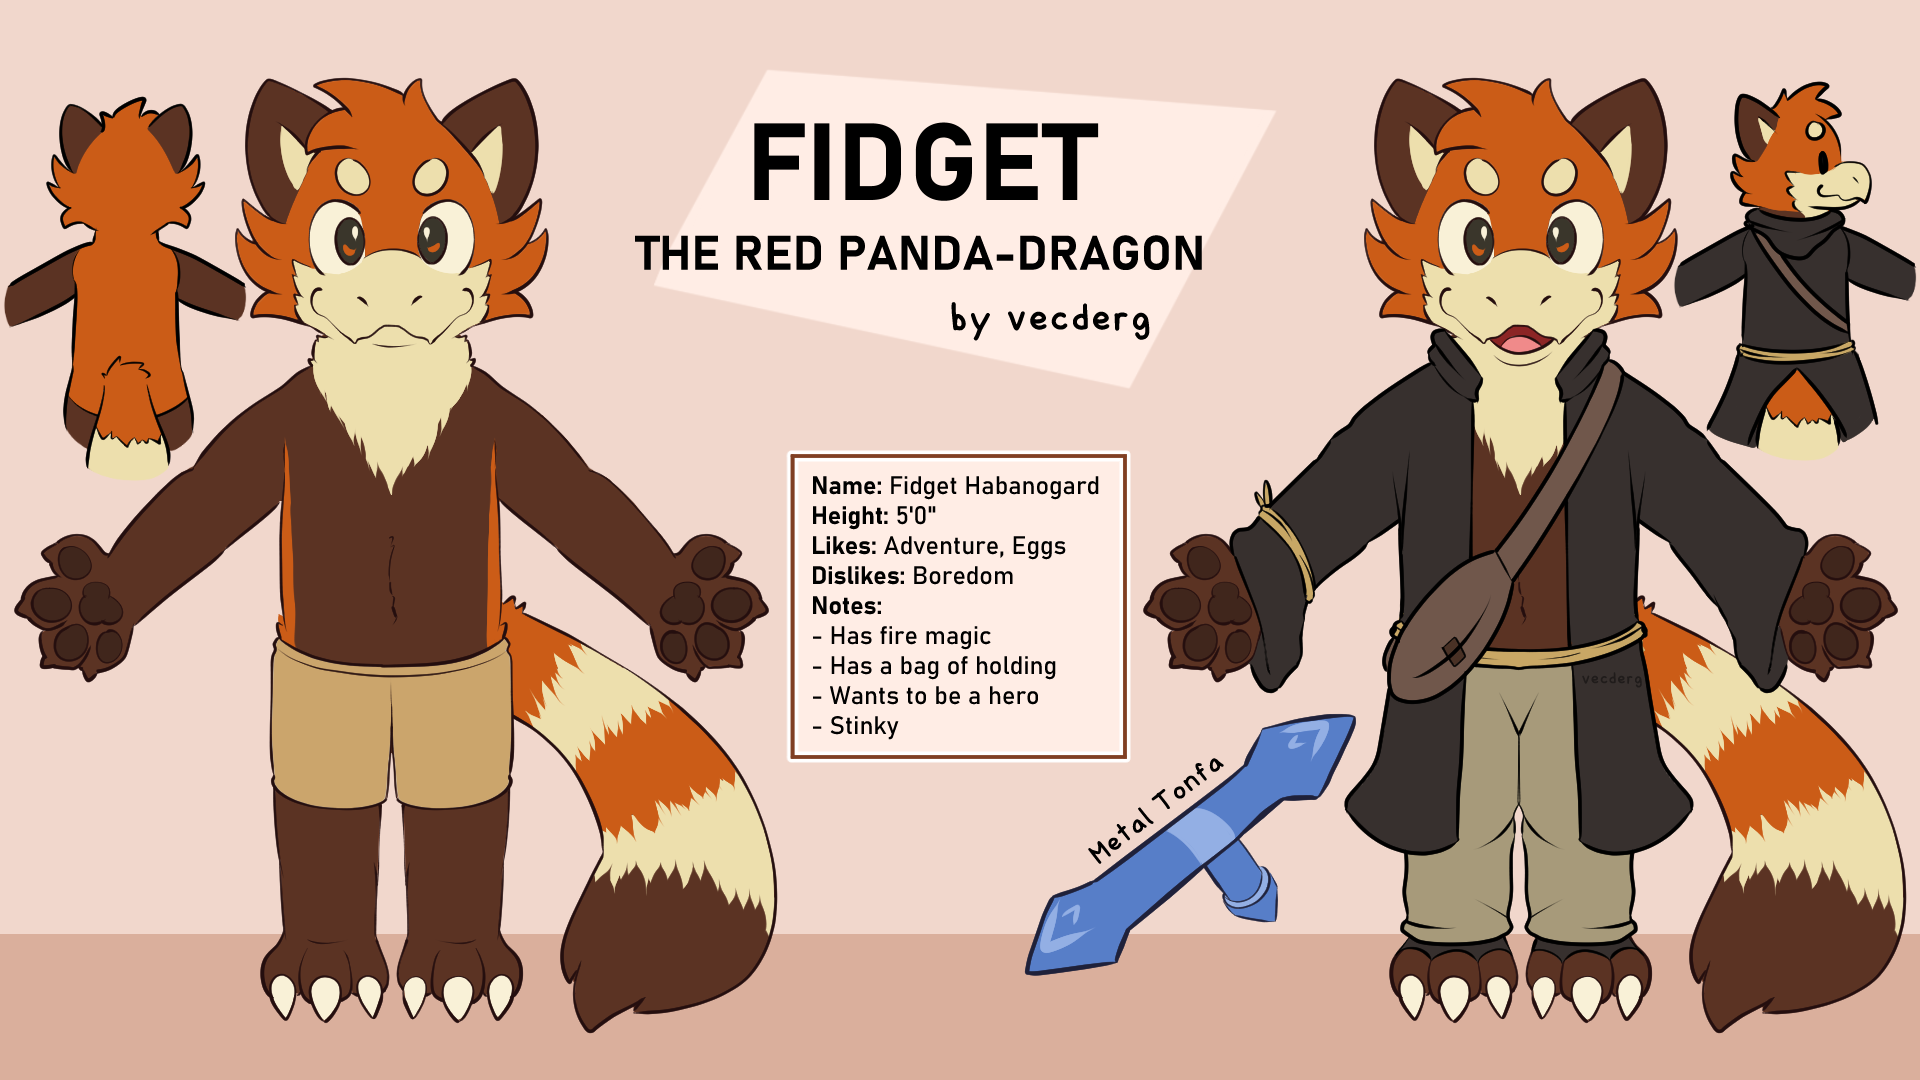 FIDGET
THE RED PANDA-DRAGON
by vecderg
Name: Fidget Habanogard
Height: 5'0"
Likes: Adventure, Eggs
Dislikes: Boredom
Notes:
- Has fire magic
- Has a bag of holding
- Wants to be a hero
- Stinky
Metal Tonfa
vecderg